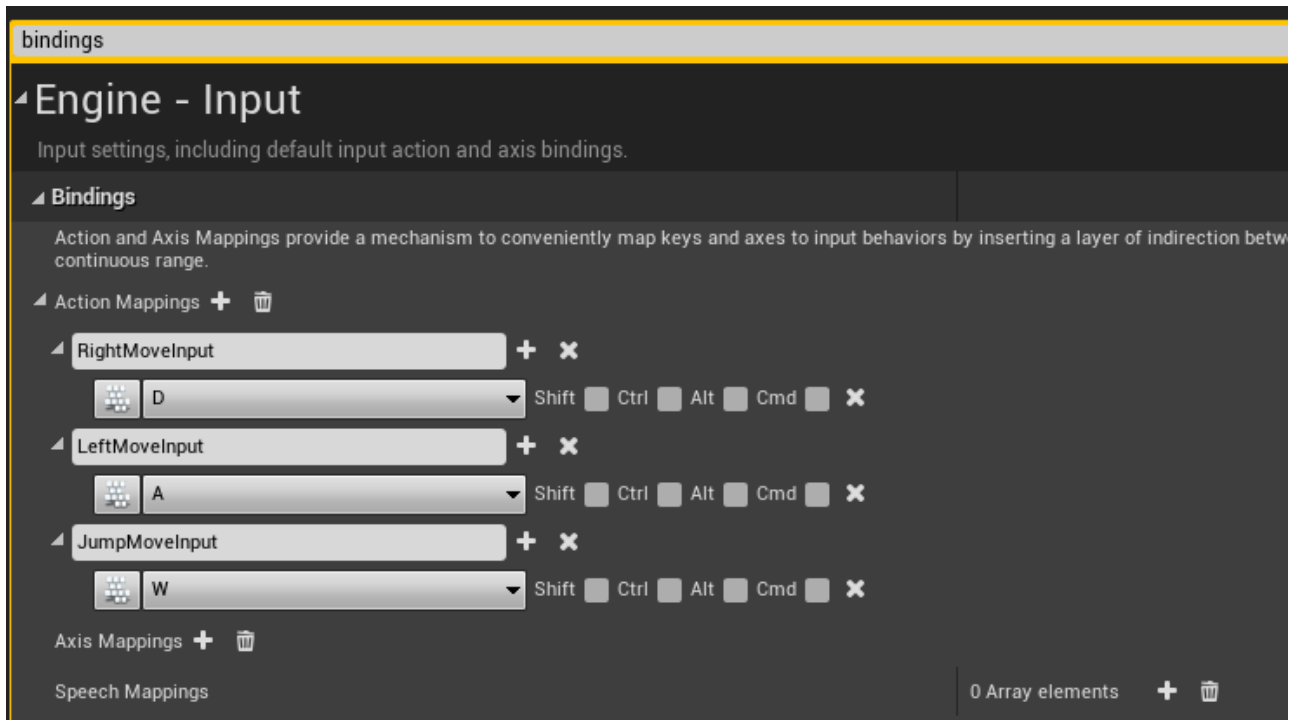 bindings
Engine - Input
Input settings, including default input action and axis bindings.
Bindings
Action and Axis Mappings provide a mechanism to conveniently map keys and axes to input behaviors by inserting a layer of indirection betw
continuous range.
Action Mappings
RightMoveInput
D Shift Ctrl Alt Cmd
LeftMoveInput
A Shift Ctrl Alt Cmd
JumpMoveInput
W Shift Ctrl Alt Cmd
Axis Mappings
Speech Mappings 0 Array elements